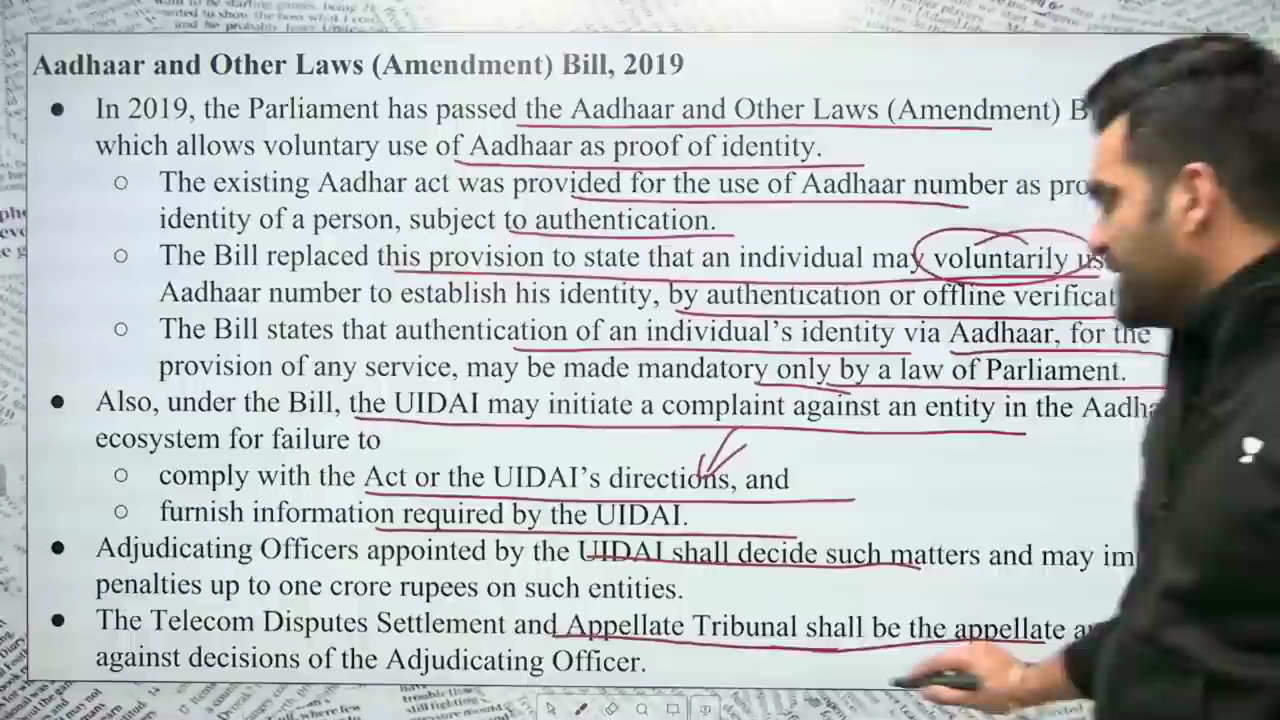 Aadhaar and Other Laws (Amendment) Bill, 2019
● In 2019, the Parliament has passed the Aadhaar and Other Laws (Amendment)
which allows voluntary use of Aadhaar as proof of identity.
○ The existing Aadhar act was provided for the use of Aadhaar number as
identity of a person, subject to authentication.
○ The Bill replaced this provision to state that an individual may voluntarily
Aadhaar number to establish his identity, by authentication or offline
○ The Bill states that authentication of an individual's identity via Aadhaar, for the
provision of any service, may be made mandatory only by a law of Parliament.
● Also, under the Bill, the UIDAI may initiate a complaint against an entity in the
ecosystem for failure to
○ comply with the Act or the UIDAI's directions, and
○ furnish information required by the UIDAI.
● Adjudicating Officers appointed by the UIDAI shall decide such matters and may
penalties up to one crore rupees on such entities.
● The Telecom Disputes Settlement and Appellate Tribunal shall be the appellate
against decisions of the Adjudicating Officer.